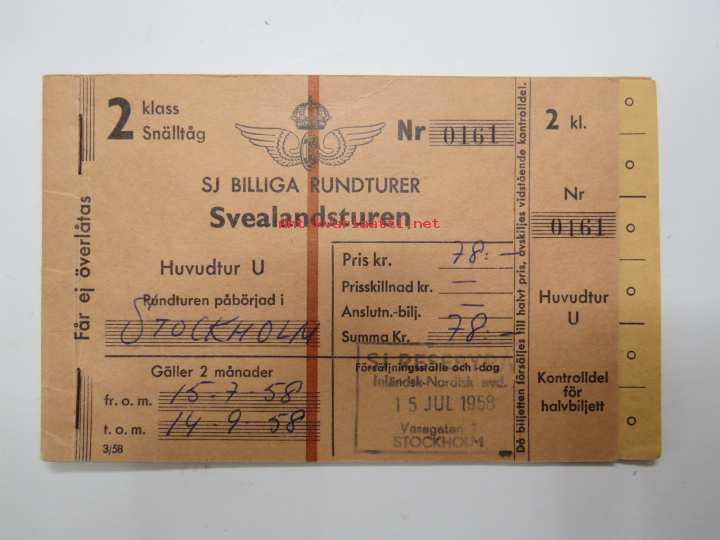 2 klass
Snälltåg
Nr 0161
SJ BILLIGA RUNDTURER
Svealandsturen
Huvudtur U
Rundturen påbörjad i
STOCKHOLM
Gäller 2 månader
fr. o. m. 15-7-58
t. o. m. 14-9-58
3/58
Får ej överlåtas
Pris kr. 78:-
Prisskillnad kr. —
Anslutn.-bilj. —
Summa Kr. 78:-
Försäljningsställe och -dag
SJ RESEBYRÅ
Inländsk-Nordisk avd.
15 JUL 1958
Vasagatan 1
STOCKHOLM
Då biljetten försäljes till halvt pris, avskiljes vidstående kontrolldel.
2 kl.
Nr
0161
Huvudtur
U
Kontrolldel
för
halvbiljett